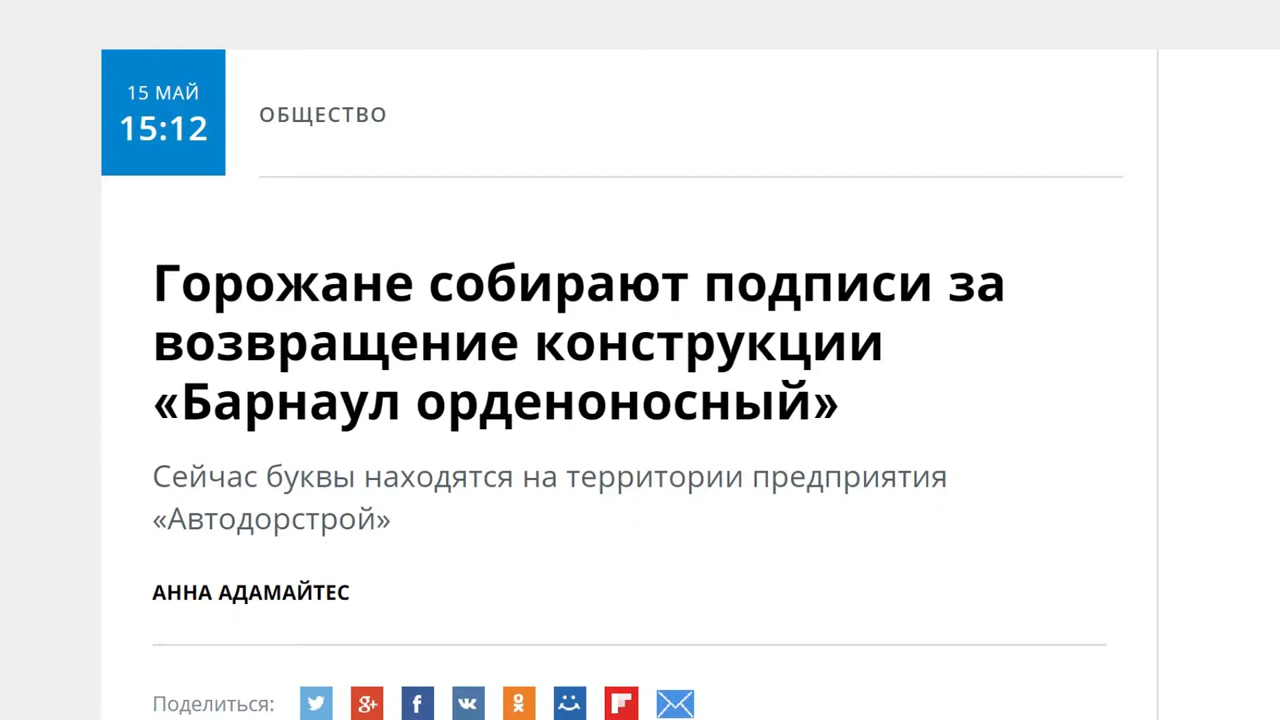 15 МАЙ
15:12
ОБЩЕСТВО
Горожане собирают подписи за
возвращение конструкции
«Барнаул орденоносный»
Сейчас буквы находятся на территории предприятия
«Автодорстрой»
АННА АДАМАЙТЕС
Поделиться: